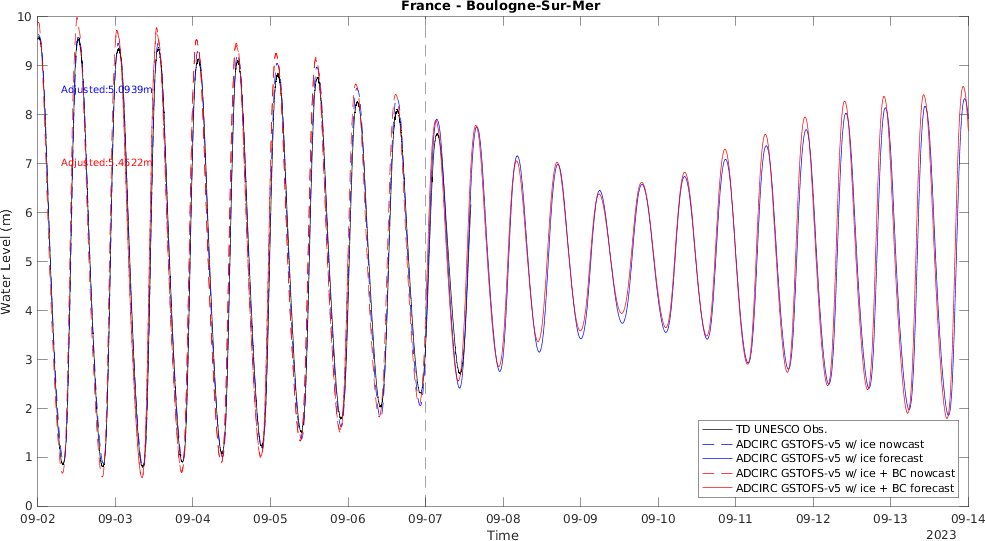 France - Boulogne-Sur-Mer
10
9
8
7
6
5
4
3
2
1
0
Water Level (m)
Adjusted:5.0939m
Adjusted:5.4522m
TD UNESCO Obs.
ADCIRC GSTOFS-v5 w/ ice nowcast
ADCIRC GSTOFS-v5 w/ ice forecast
ADCIRC GSTOFS-v5 w/ ice + BC nowcast
ADCIRC GSTOFS-v5 w/ ice + BC forecast
09-02 09-03 09-04 09-05 09-06 09-07 09-08 09-09 09-10 09-11 09-12 09-13 09-14
Time
2023